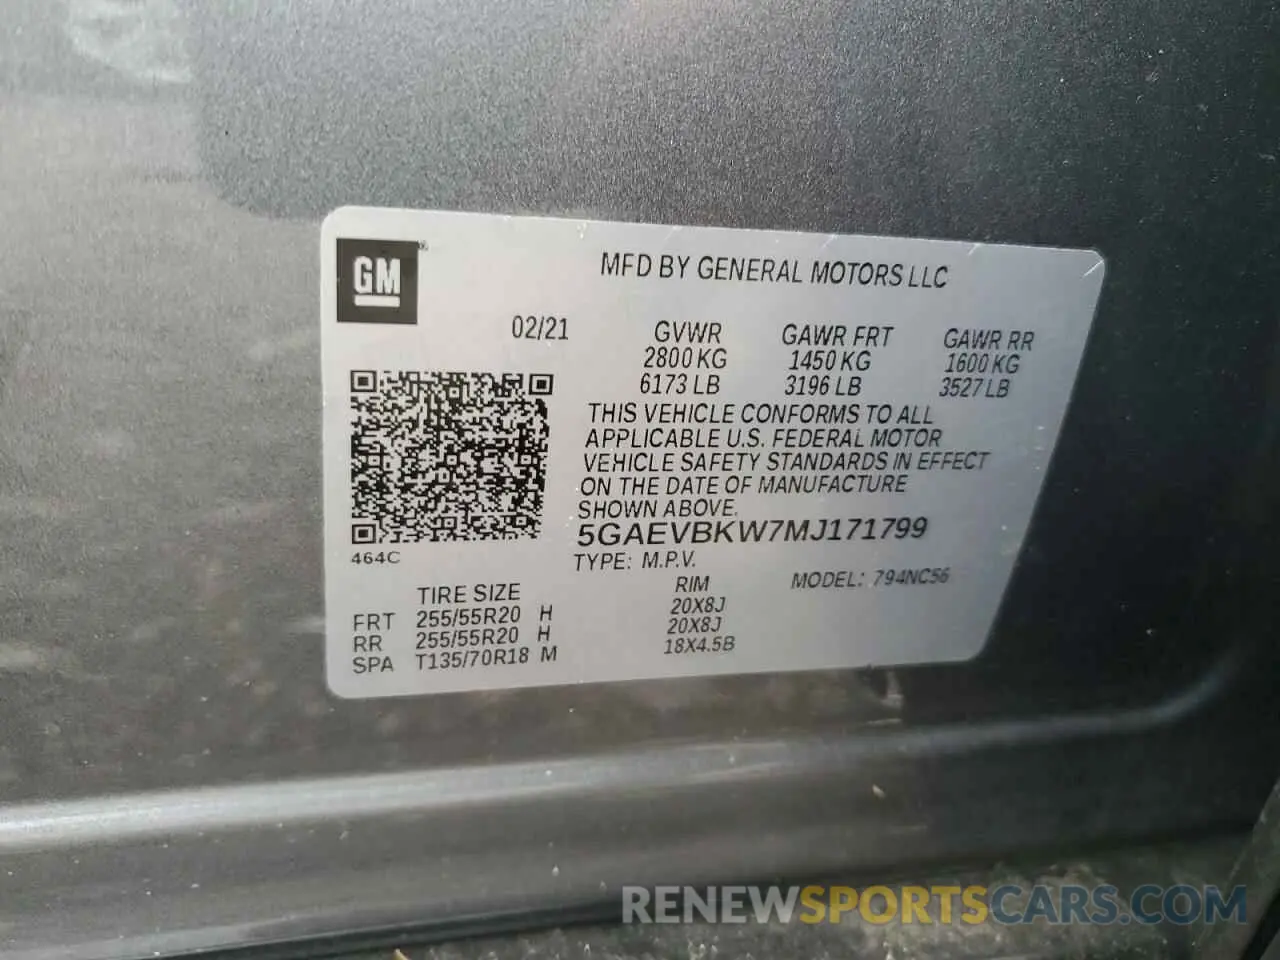 GM®
MFD BY GENERAL MOTORS LLC
02/21 GVWR GAWR FRT GAWR RR
2800 KG 1450 KG 1600 KG
6173 LB 3196 LB 3527 LB
THIS VEHICLE CONFORMS TO ALL
APPLICABLE U.S. FEDERAL MOTOR
VEHICLE SAFETY STANDARDS IN EFFECT
ON THE DATE OF MANUFACTURE
SHOWN ABOVE.
5GAEVBKW7MJ171799
464C
TYPE: M.P.V.
MODEL: 794NC56
TIRE SIZE RIM
FRT 255/55R20 H 20X8J
RR 255/55R20 H 20X8J
SPA T135/70R18 M 18X4.5B
RENEWSPORTSCARS.COM